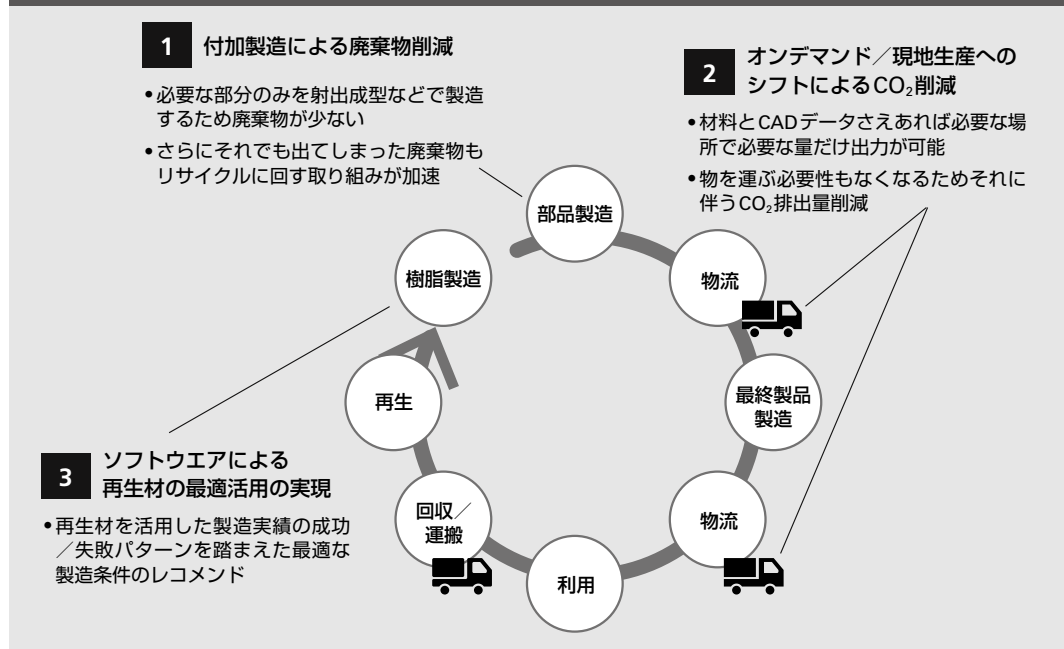 1 付加製造による廃棄物削減
•必要な部分のみを射出成型などで製造
するため廃棄物が少ない
•さらにそれでも出てしまった廃棄物も
リサイクルに回す取り組みが加速
2 オンデマンド／現地生産への
シフトによるCO₂削減
•材料とCADデータさえあれば必要な場
所で必要な量だけ出力が可能
•物を運ぶ必要性もなくなるためそれに
伴うCO₂排出量削減
部品製造
物流
最終製品
製造
物流
利用
回収／
運搬
再生
樹脂製造
3 ソフトウエアによる
再生材の最適活用の実現
•再生材を活用した製造実績の成功
／失敗パターンを踏まえた最適な
製造条件のレコメンド